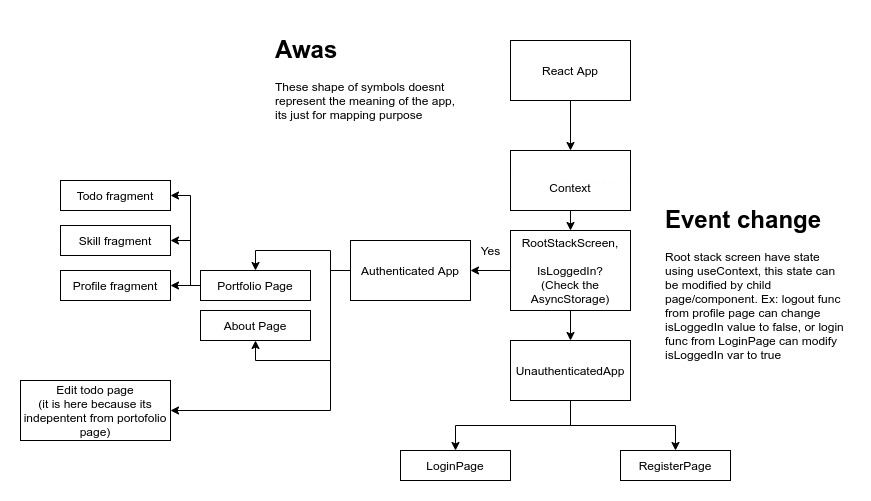 Awas
These shape of symbols doesnt
represent the meaning of the app,
its just for mapping purpose
React App
Context
RootStackScreen,
IsLoggedIn?
(Check the
AsyncStorage)
Yes
Authenticated App
Todo fragment
Skill fragment
Profile fragment
Portfolio Page
About Page
Edit todo page
(it is here because its
indepentent from portofolio
page)
UnauthenticatedApp
LoginPage
RegisterPage
Event change
Root stack screen have state
using useContext, this state can
be modified by child
page/component. Ex: logout func
from profile page can change
isLoggedIn value to false, or login
func from LoginPage can modify
isLoggedIn var to true